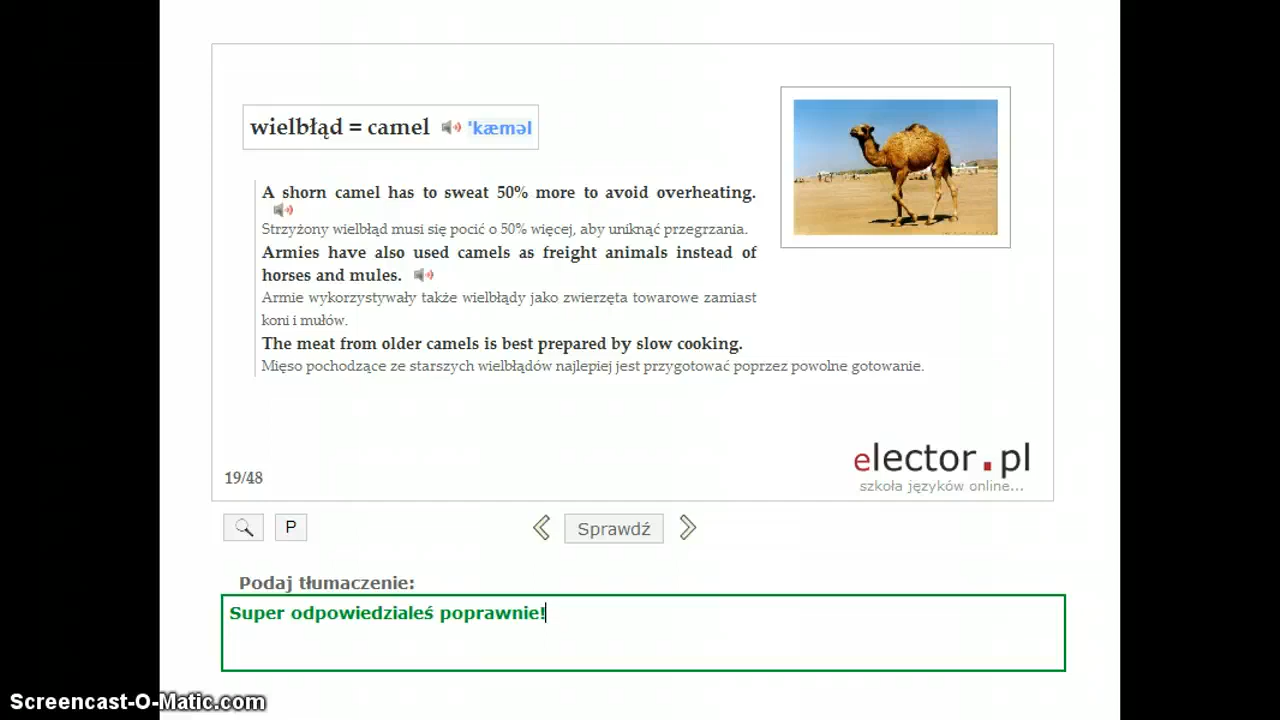 wielbłąd = camel 'kæməl
A shorn camel has to sweat 50% more to avoid overheating.
Strzyżony wielbłąd musi się pocić o 50% więcej, aby uniknąć przegrzania.
Armies have also used camels as freight animals instead of
horses and mules.
Armie wykorzystywały także wielbłądy jako zwierzęta towarowe zamiast
koni i mułów.
The meat from older camels is best prepared by slow cooking.
Mięso pochodzące ze starszych wielbłądów najlepiej jest przygotować poprzez powolne gotowanie.
elector.pl
szkoła języków online...
19/48
P
Sprawdź
Podaj tłumaczenie:
Super odpowiedziałeś poprawnie!
Screencast-O-Matic.com